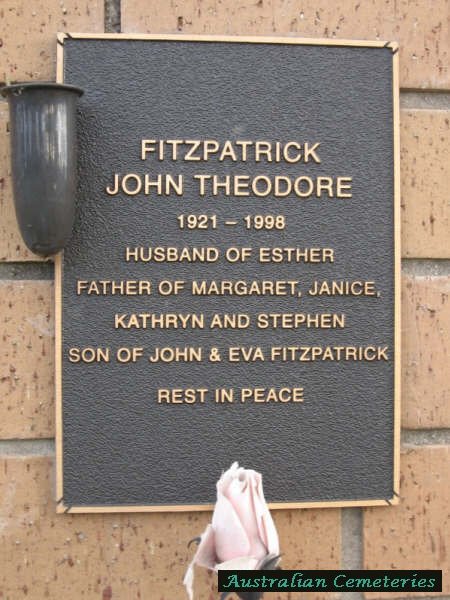 FITZPATRICK
JOHN THEODORE
1921 – 1998
HUSBAND OF ESTHER
FATHER OF MARGARET, JANICE,
KATHRYN AND STEPHEN
SON OF JOHN & EVA FITZPATRICK
REST IN PEACE
Australian Cemeteries